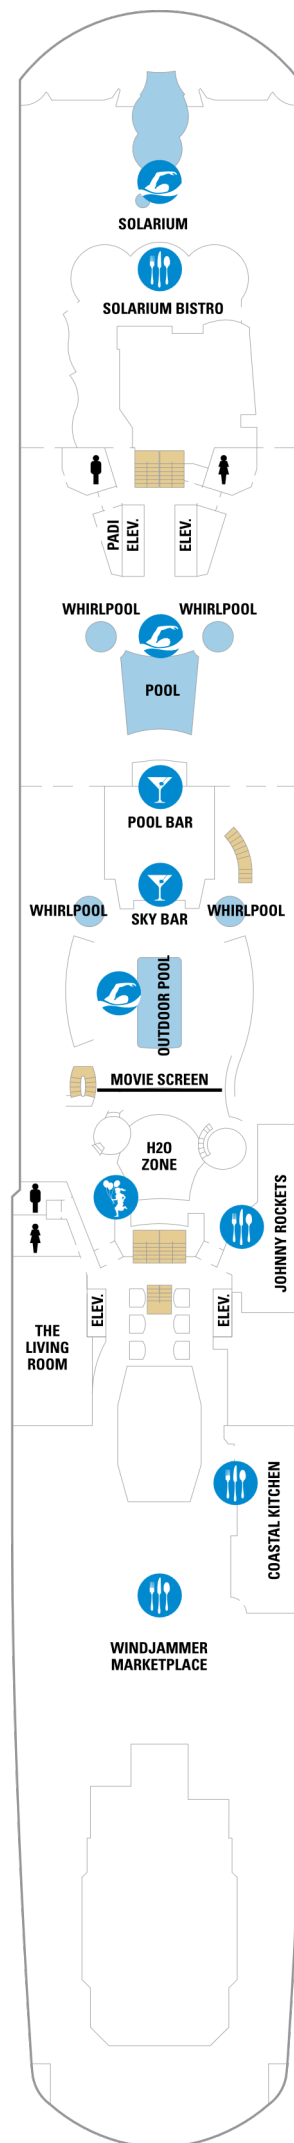 SOLARIUM
SOLARIUM BISTRO
PADI
ELEV.
ELEV.
WHIRLPOOL
WHIRLPOOL
POOL
POOL BAR
WHIRLPOOL
SKY BAR
WHIRLPOOL
OUTDOOR POOL
MOVIE SCREEN
H2O
ZONE
JOHNNY ROCKETS
ELEV.
ELEV.
THE
LIVING
ROOM
COASTAL KITCHEN
WINDJAMMER
MARKETPLACE